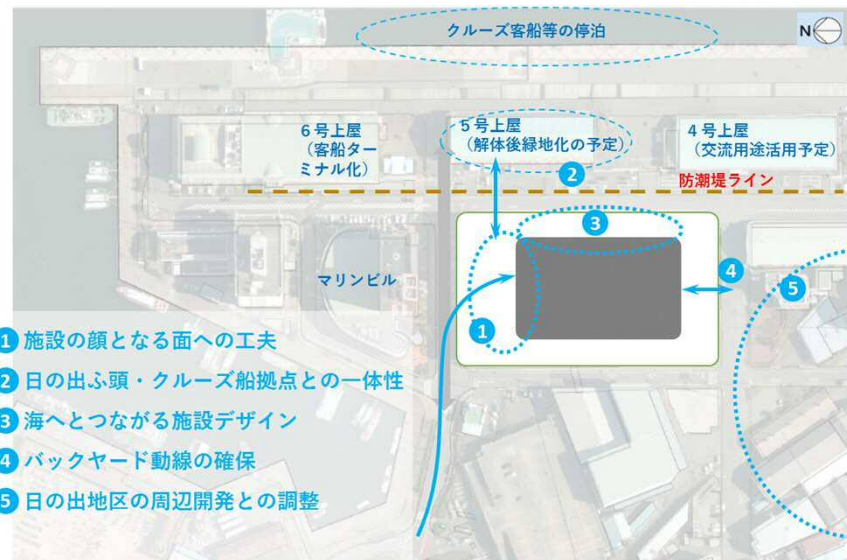 クルーズ客船等の停泊
N
6号上屋
（客船ター
ミナル化）
5号上屋
（解体後緑地化の予定）
4号上屋
（交流用途活用予定）
2
防潮堤ライン
3
マリンビル
4
5
1
1 施設の顔となる面への工夫
2 日の出ふ頭・クルーズ船拠点との一体性
3 海へとつながる施設デザイン
4 バックヤード動線の確保
5 日の出地区の周辺開発との調整